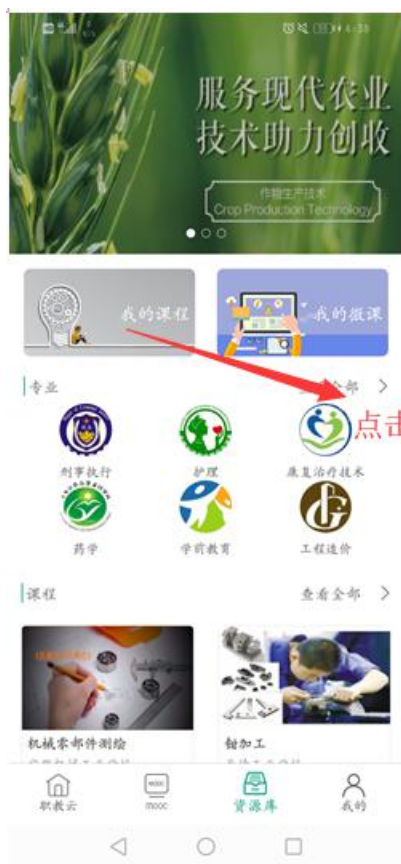 4:38
服务现代农业
技术助力创收
作物生产技术
Crop Production Technology
我的课程
我的微课
专业
全部
点击
刑事执行
护理
康复治疗技术
药学
学前教育
工程造价
课程
查看全部
机械零部件测绘
钳加工
职教云
mooc
资源库
我的